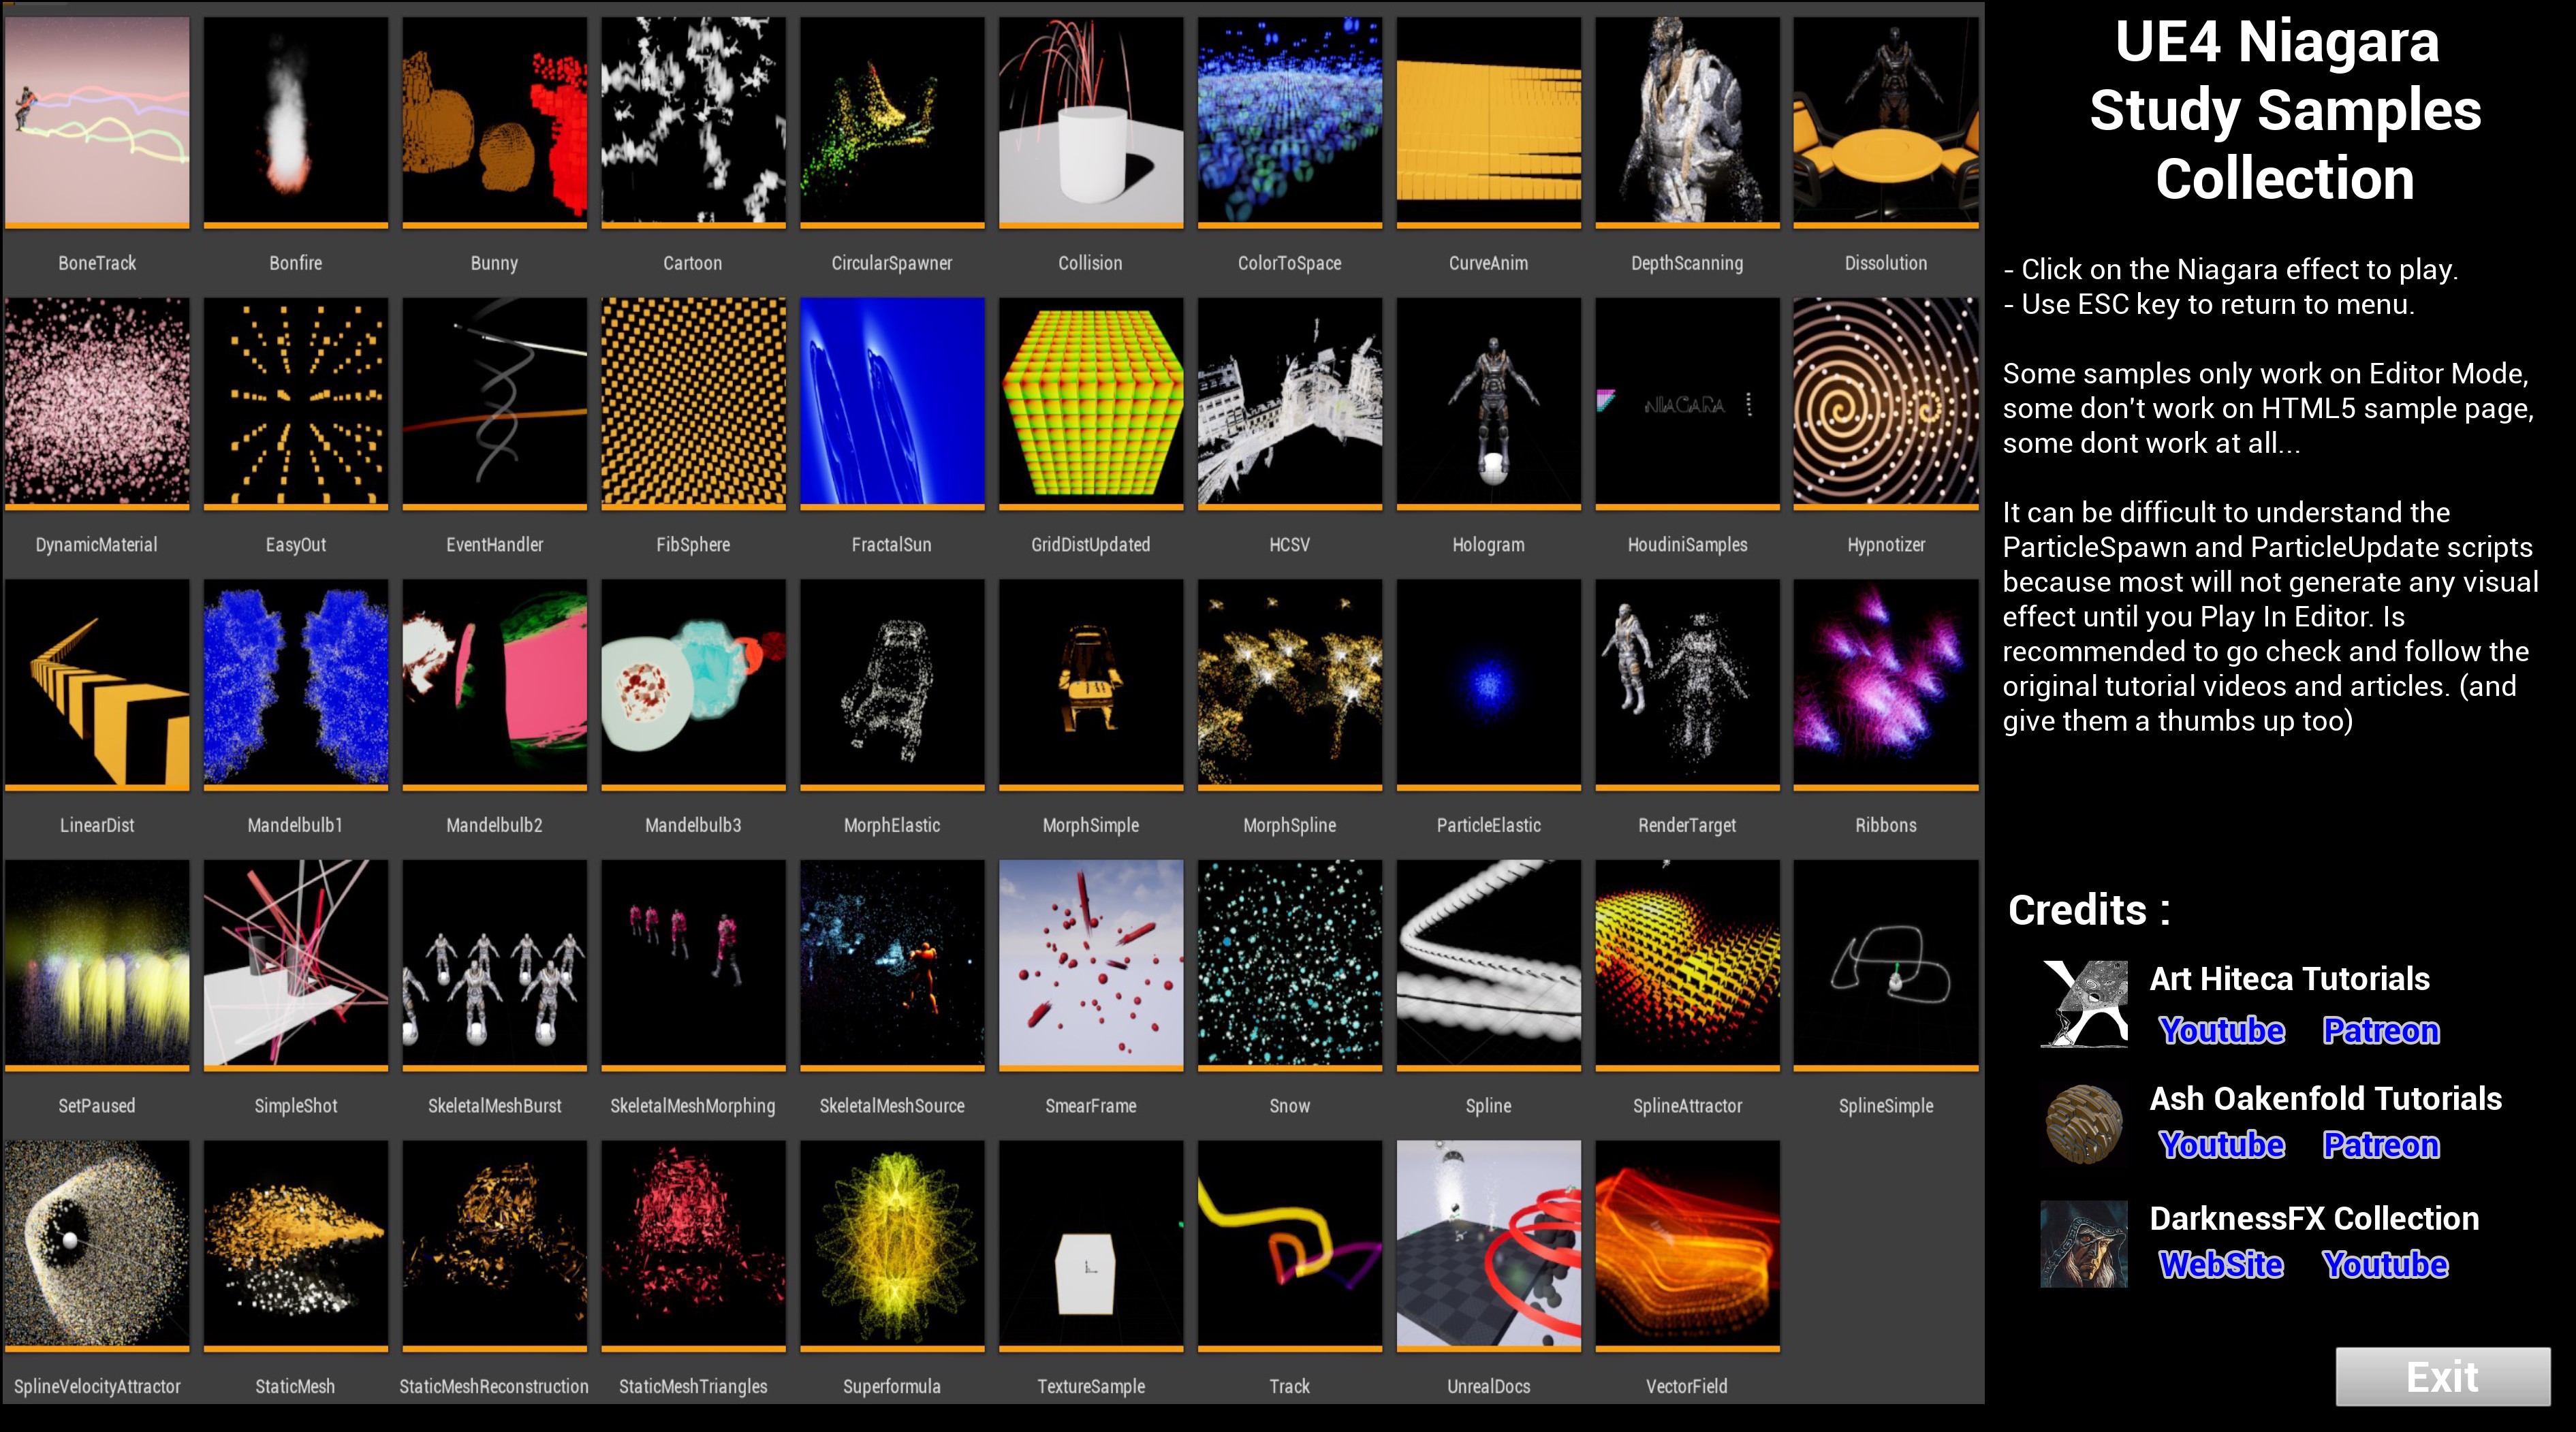 UE4 Niagara
Study Samples
Collection
- Click on the Niagara effect to play.
- Use ESC key to return to menu.
Some samples only work on Editor Mode,
some don't work on HTML5 sample page,
some dont work at all...
It can be difficult to understand the
ParticleSpawn and ParticleUpdate scripts
because most will not generate any visual
effect until you Play In Editor. Is
recommended to go check and follow the
original tutorial videos and articles. (and
give them a thumbs up too)
BoneTrack Bonfire Bunny Cartoon CircularSpawner Collision ColorToSpace CurveAnim DepthScanning Dissolution
NIAGARA
DynamicMaterial EasyOut EventHandler FibSphere FractalSun GridDistUpdated HCSV Hologram HoudiniSamples Hypnotizer
LinearDist Mandelbulb1 Mandelbulb2 Mandelbulb3 MorphElastic MorphSimple MorphSpline ParticleElastic RenderTarget Ribbons
SetPaused SimpleShot SkeletalMeshBurst SkeletalMeshMorphing SkeletalMeshSource SmearFrame Snow Spline SplineAttractor SplineSimple
SplineVelocityAttractor StaticMesh StaticMeshReconstruction StaticMeshTriangles Superformula TextureSample Track UnrealDocs VectorField
Credits :
Art Hiteca Tutorials
Youtube Patreon
Ash Oakenfold Tutorials
Youtube Patreon
DarknessFX Collection
WebSite Youtube
Exit